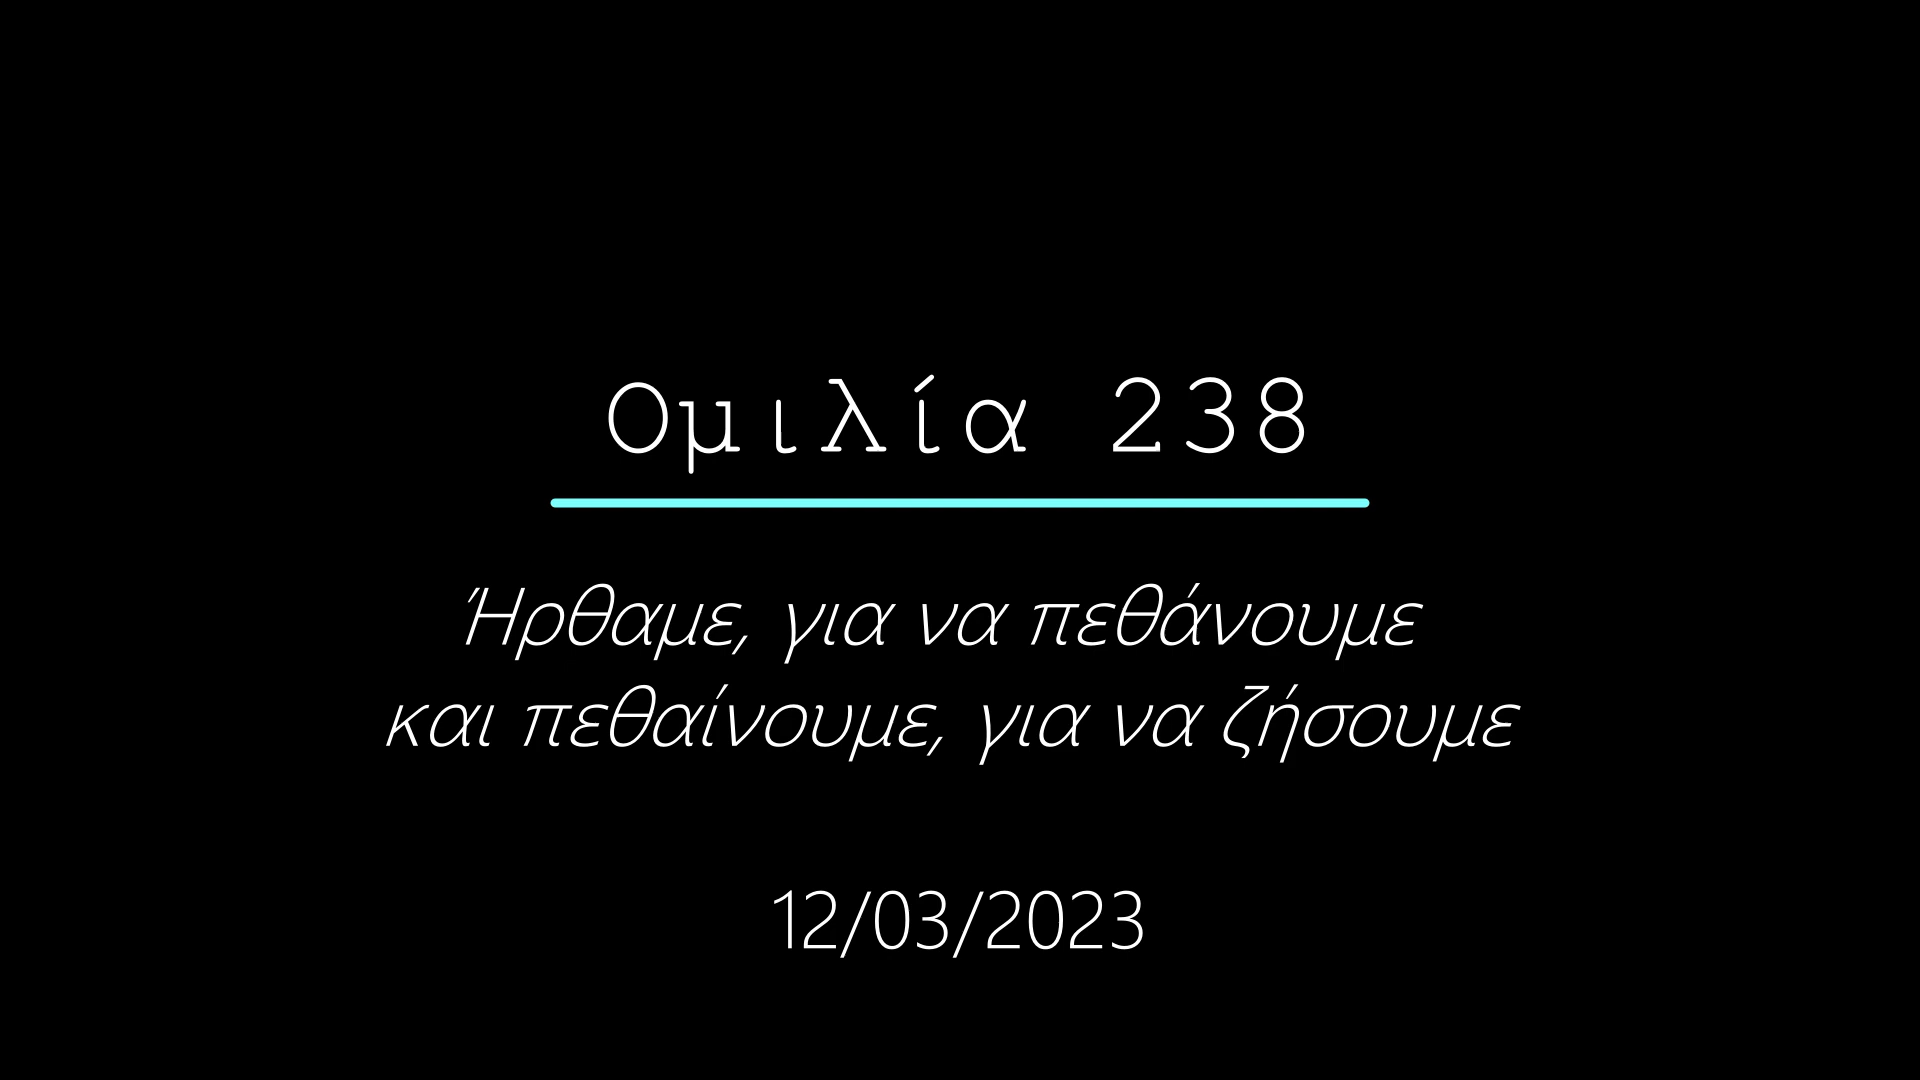 Ομιλία 238
Ήρθαμε, για να πεθάνουμε
και πεθαίνουμε, για να ζήσουμε
12/03/2023